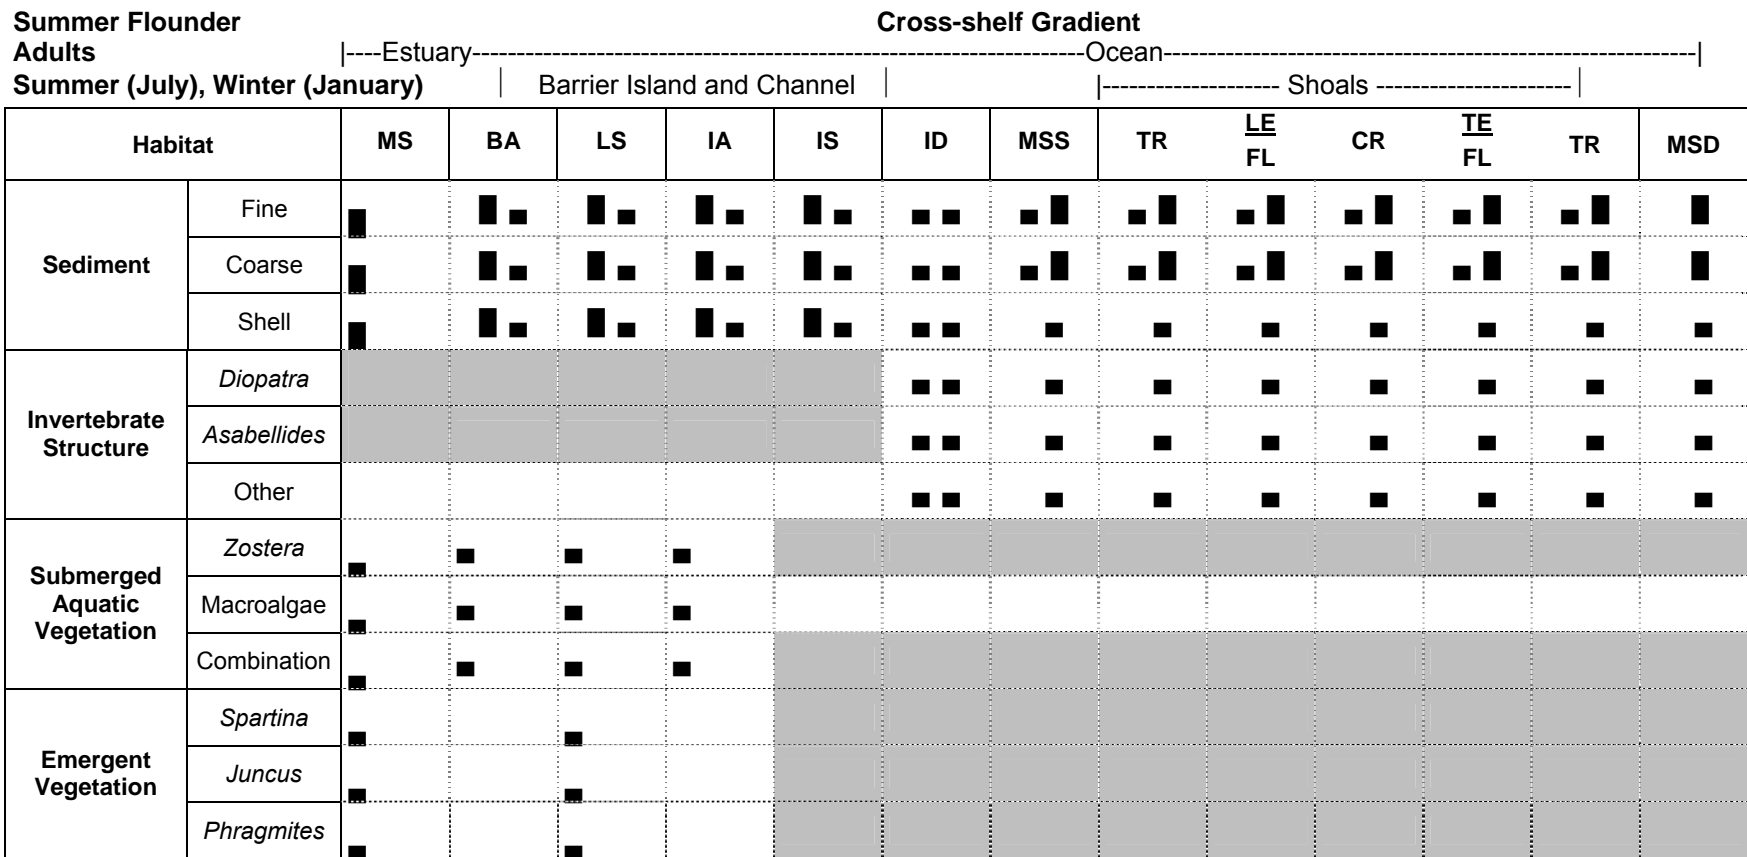 Summer Flounder Cross-shelf Gradient
Adults |----Estuary--------------------------------------------------------------------Ocean-----------------------------------------------------------|
Summer (July), Winter (January) | Barrier Island and Channel | |-------------------- Shoals ----------------------|
Habitat MS BA LS IA IS ID MSS TR LE FL CR TE FL TR MSD
Sediment
Fine
Coarse
Shell
Invertebrate
Structure
Diopatra
Asabellides
Other
Submerged
Aquatic
Vegetation
Zostera
Macroalgae
Combination
Emergent
Vegetation
Spartina
Juncus
Phragmites